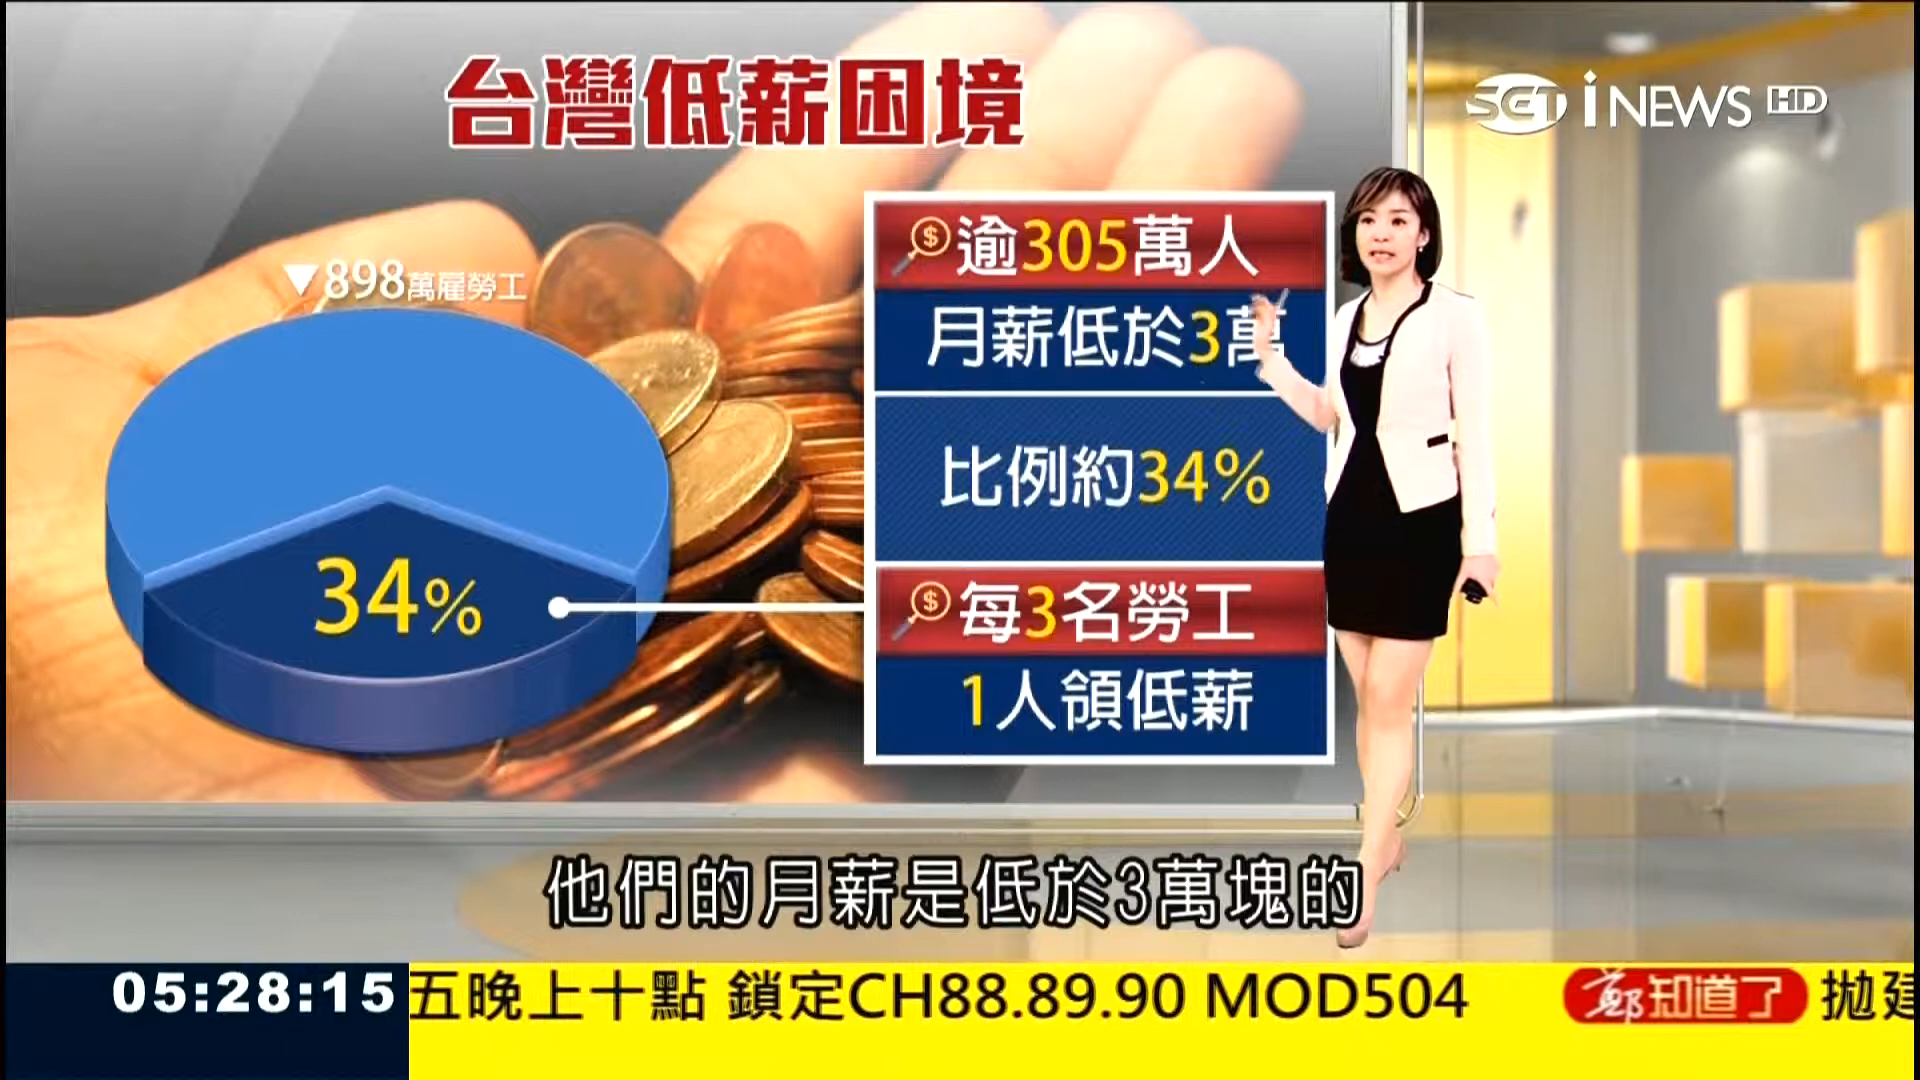 台灣低薪困境
SET iNEWS HD
▼898萬雇勞工
34%
逾305萬人
月薪低於3萬
比例約34%
每3名勞工
1人領低薪
他們的月薪是低於3萬塊的
05:28:15 五晚上十點 鎖定CH88.89.90 MOD504 鄭知道了 拋建